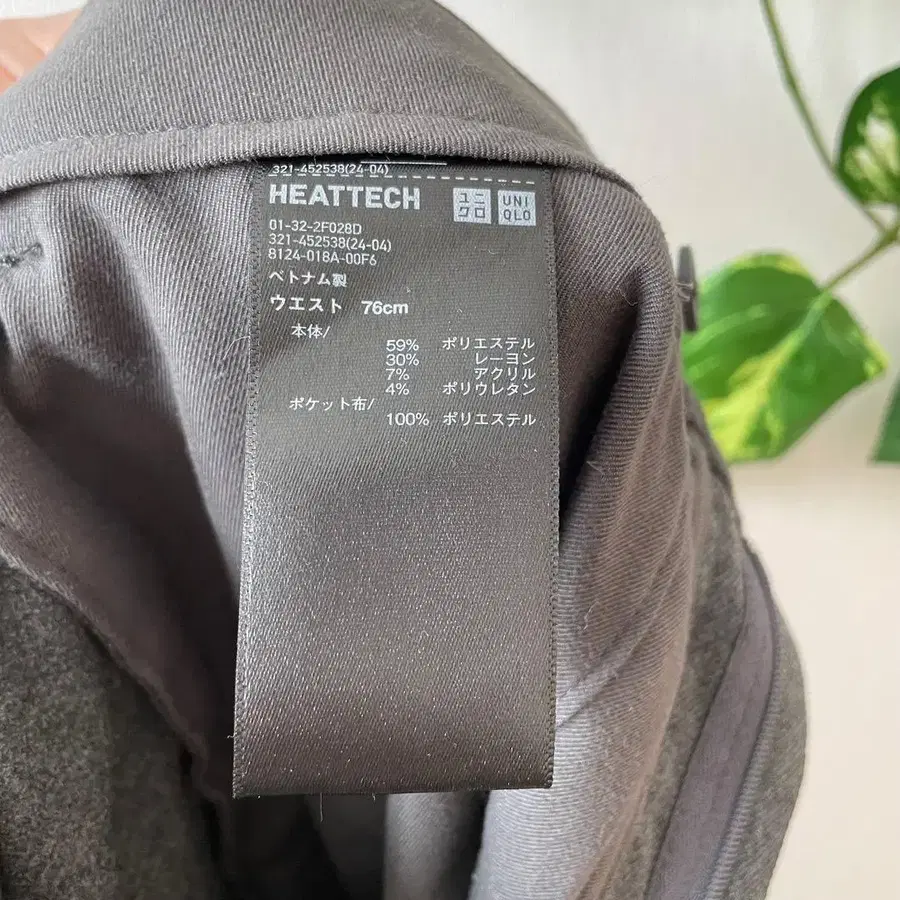 321-452538(24-04)
HEATTECH
ユニクロ
UNIQLO
01-32-2F028D
321-452538(24-04)
8124-018A-00F6
ベトナム製
ウエスト 76cm
本体/
59% ポリエステル
30% レーヨン
7% アクリル
4% ポリウレタン
ポケット布/
100% ポリエステル